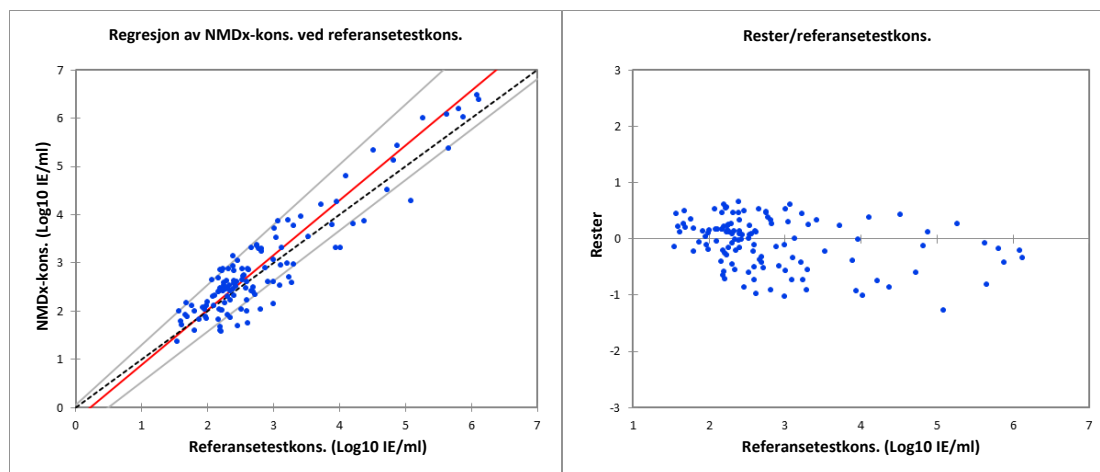 Regresjon av NMDx-kons. ved referansetestkons.
NMDx-kons. (Log10 IE/ml)
7
6
5
4
3
2
1
0
0 1 2 3 4 5 6 7
Referansetestkons. (Log10 IE/ml)
Rester/referansetestkons.
Rester
3
2
1
0
-1
-2
-3
1 2 3 4 5 6 7
Referansetestkons. (Log10 IE/ml)